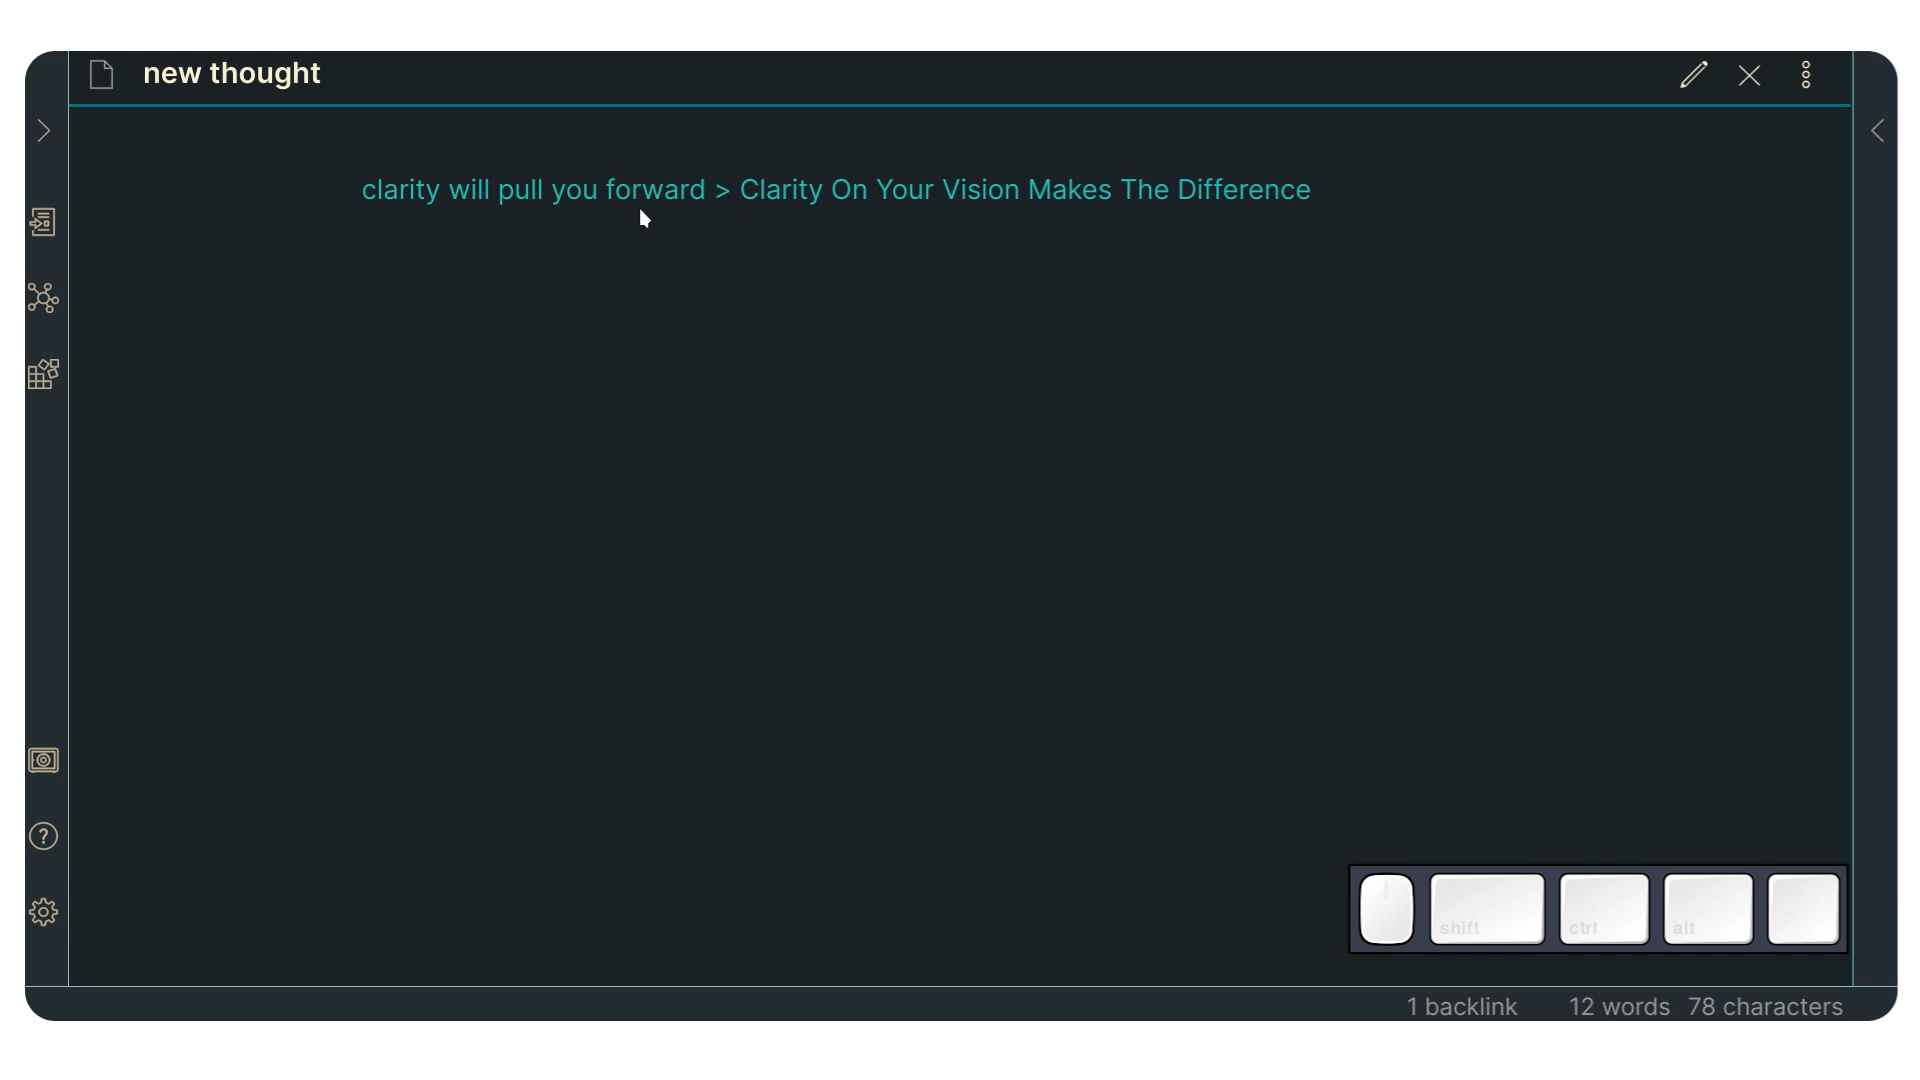 new thought
clarity will pull you forward > Clarity On Your Vision Makes The Difference
shift ctrl alt
1 backlink 12 words 78 characters